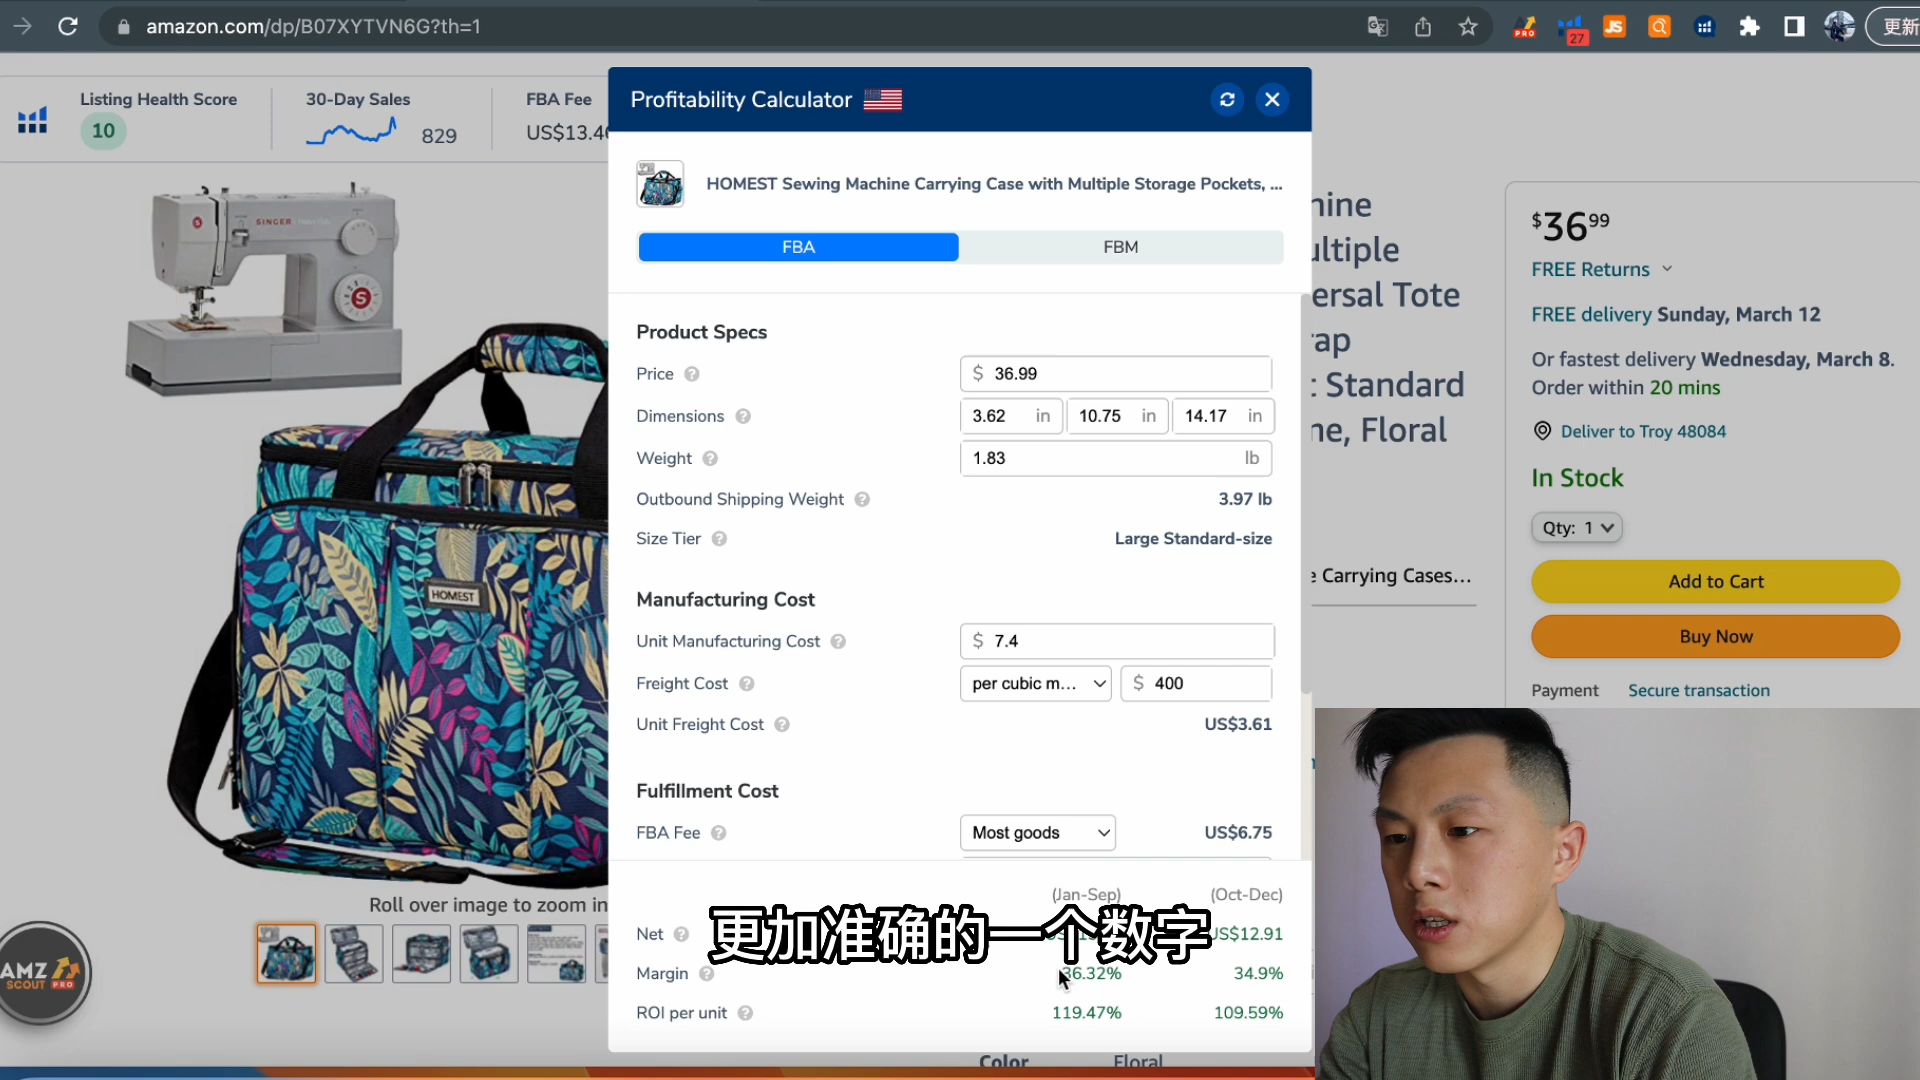 amazon.com/dp/B07XYTVN6G?th=1
PRO
27
JS
更新
Listing Health Score
10
30-Day Sales
829
FBA Fee
US$13.4
Profitability Calculator
HOMEST Sewing Machine Carrying Case with Multiple Storage Pockets, ...
FBA
FBM
Product Specs
Price
$ 36.99
Dimensions
3.62 in
10.75 in
14.17 in
Weight
1.83 lb
Outbound Shipping Weight
3.97 lb
Size Tier
Large Standard-size
Manufacturing Cost
Unit Manufacturing Cost
$ 7.4
Freight Cost
per cubic m...
$ 400
Unit Freight Cost
US$3.61
Fulfillment Cost
FBA Fee
Most goods
US$6.75
(Jan-Sep)
(Oct-Dec)
Net
US$12.91
更加准确的一个数字
Margin
36.32%
34.9%
ROI per unit
119.47%
109.59%
Color
Floral
SINGER
S
HOMEST
Roll over image to zoom in
AMZ
SCOUT PRO
hine
ultiple
ersal Tote
rap
: Standard
ne, Floral
e Carrying Cases...
$36.99
FREE Returns
FREE delivery Sunday, March 12
Or fastest delivery Wednesday, March 8.
Order within 20 mins
Deliver to Troy 48084
In Stock
Qty: 1
Add to Cart
Buy Now
Payment
Secure transaction